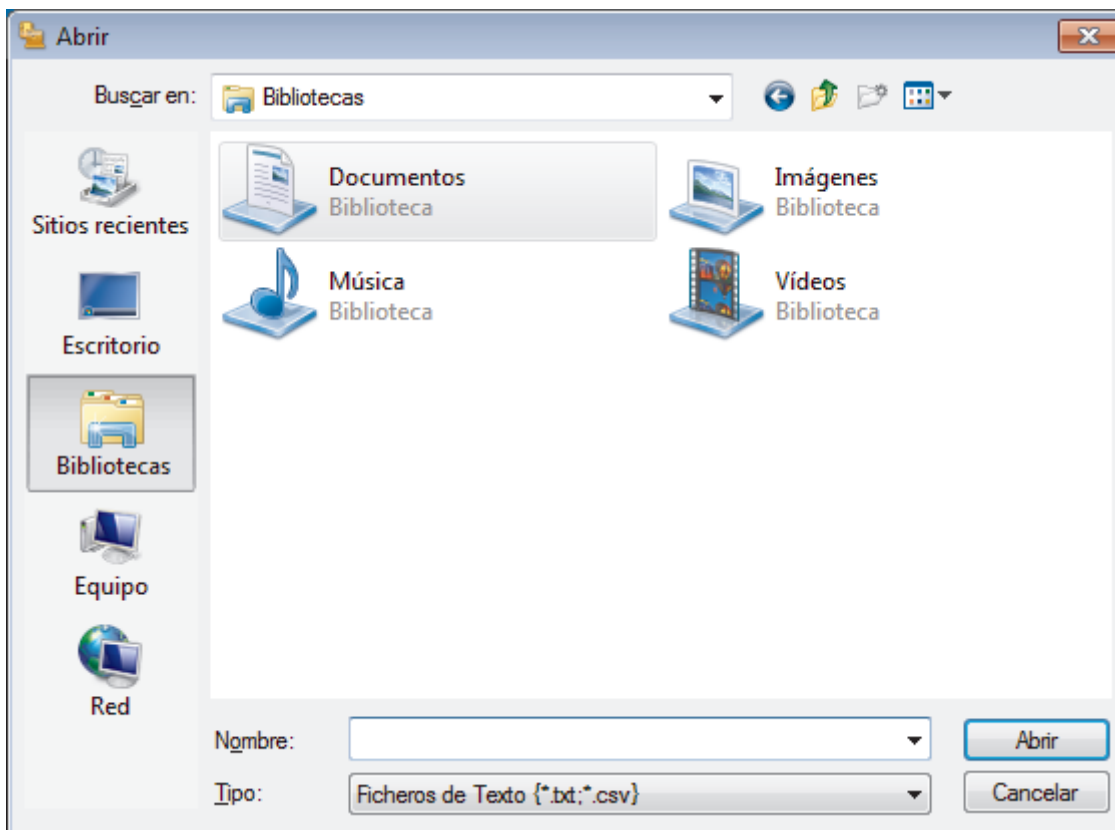 Abrir
Buscar en:
Bibliotecas
Sitios recientes
Escritorio
Bibliotecas
Equipo
Red
Documentos
Biblioteca
Imágenes
Biblioteca
Música
Biblioteca
Vídeos
Biblioteca
Nombre:
Abrir
Tipo:
Ficheros de Texto {*.txt;*.csv}
Cancelar